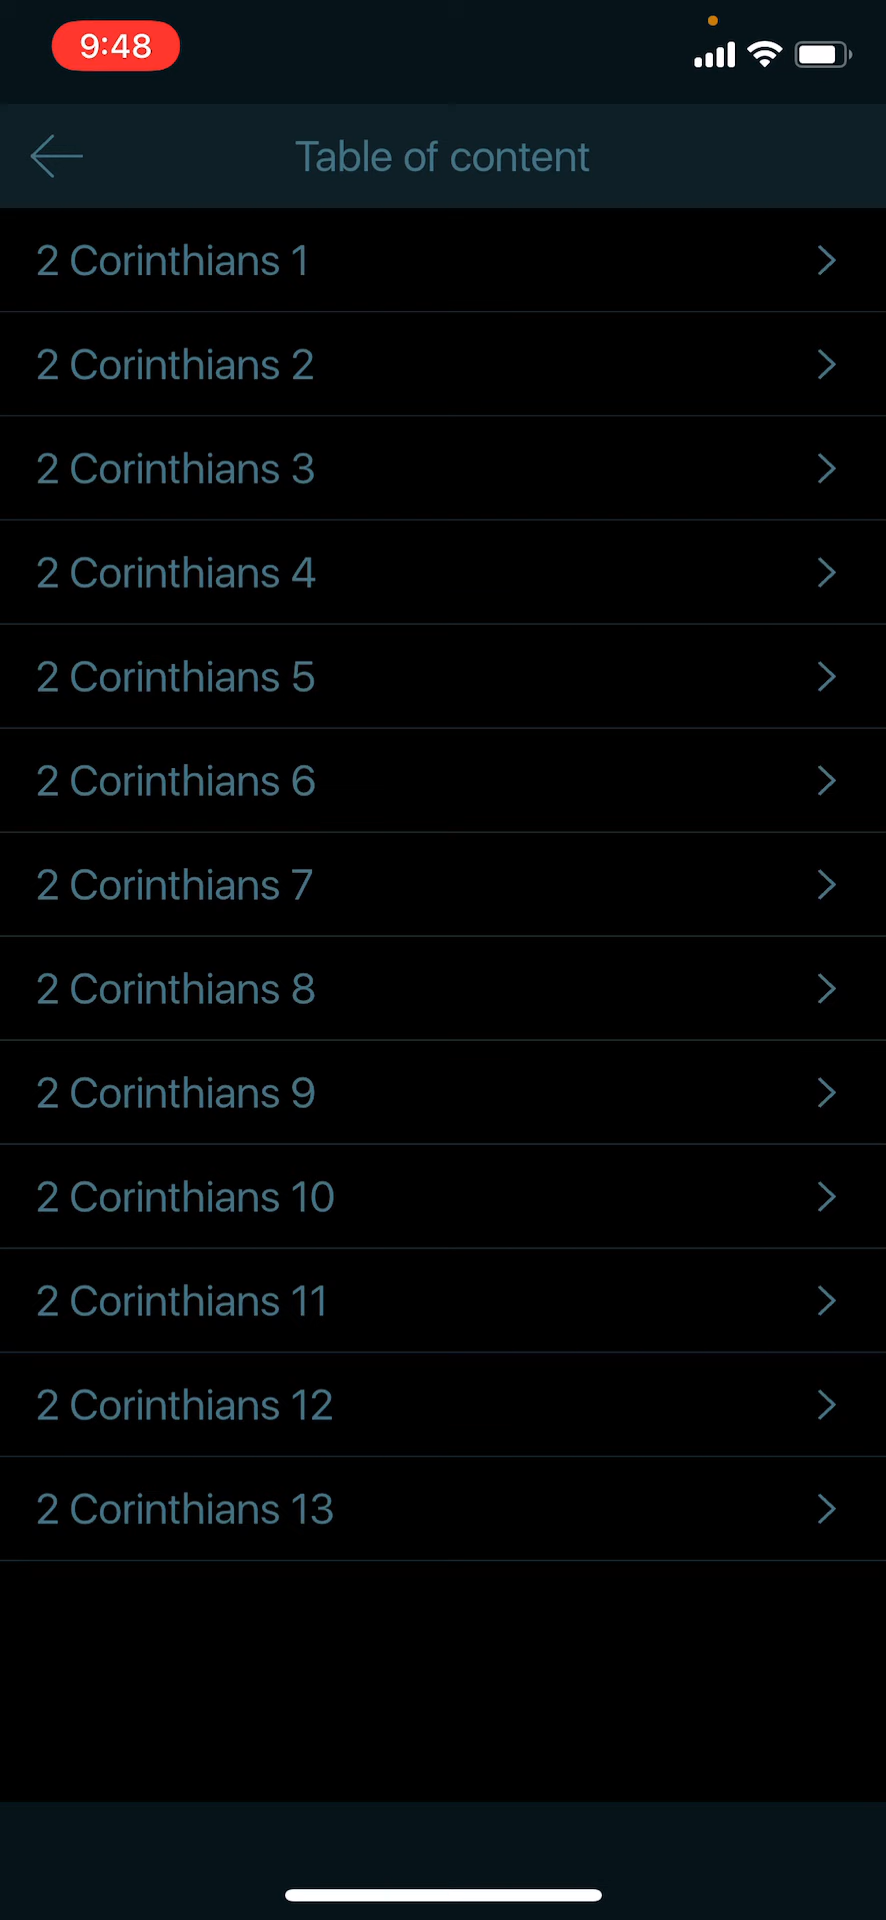 9:48
Table of content
2 Corinthians 1
2 Corinthians 2
2 Corinthians 3
2 Corinthians 4
2 Corinthians 5
2 Corinthians 6
2 Corinthians 7
2 Corinthians 8
2 Corinthians 9
2 Corinthians 10
2 Corinthians 11
2 Corinthians 12
2 Corinthians 13